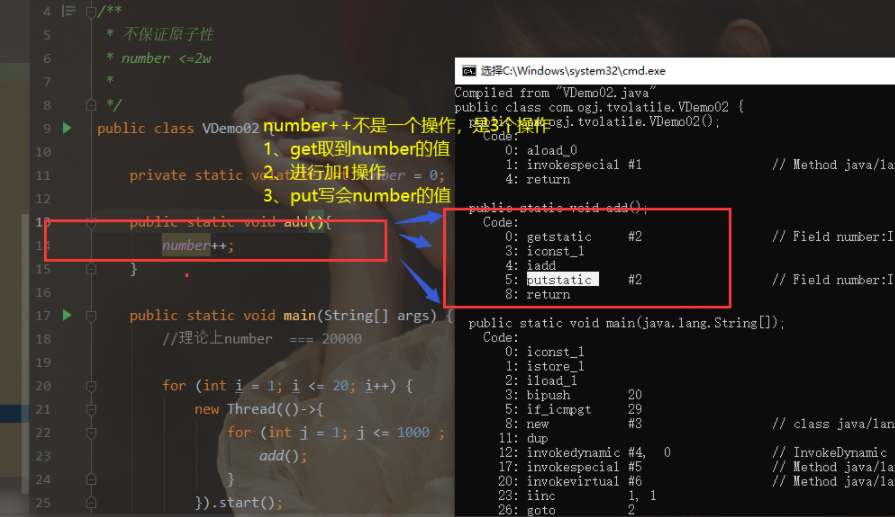 4 /**
5 * 不保证原子性
6 * number <=2w
7 *
8 */
9 public class VDemo02
10
11 private static number = 0;
12
13 public static void add(){
14 number++;
15 }
16
17 public static void main(String[] args) {
18 //理论上number === 20000
19
20 for (int i = 1; i <= 20; i++) {
21 new Thread(()->{
22 for (int j = 1; j <= 1000 ;
23 add();
24 }
25 }).start();
number++不是一个操作，是3个操作
1、get取到number的值
2、进行加1操作
3、put写会number的值
选择C:\Windows\system32\cmd.exe
Compiled from "VDemo02.java"
public class com.ogj.tvolatile.VDemo02 {
ogj.tvolatile.VDemo02();
Code:
0: aload_0
1: invokespecial #1 // Method java/la
4: return
public static void add();
Code:
0: getstatic #2 // Field number:I
3: iconst_1
4: iadd
5: putstatic #2 // Field number:I
8: return
public static void main(java.lang.String[]);
Code:
0: iconst_1
1: istore_1
2: iload_1
3: bipush 20
5: if_icmpgt 29
8: new #3 // class java/lan
11: dup
12: invokedynamic #4, 0 // InvokeDynamic
17: invokespecial #5 // Method java/la
20: invokevirtual #6 // Method java/la
23: iinc 1, 1
26: goto 2